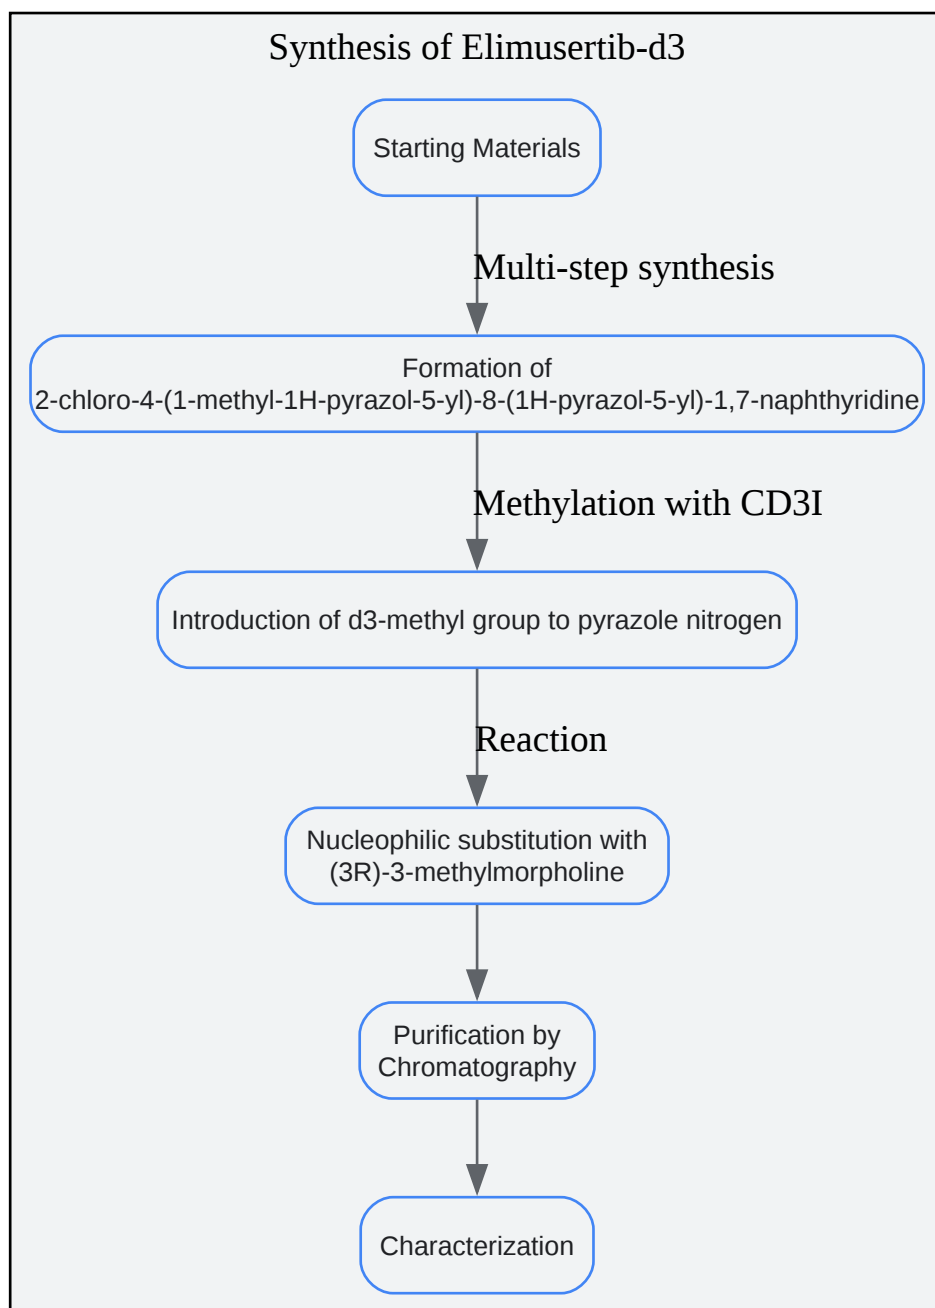 Synthesis of Elimusertib-d3
Starting Materials
Multi-step synthesis
Formation of
2-chloro-4-(1-methyl-1H-pyrazol-5-yl)-8-(1H-pyrazol-5-yl)-1,7-naphthyridine
Methylation with CD3I
Introduction of d3-methyl group to pyrazole nitrogen
Reaction
Nucleophilic substitution with
(3R)-3-methylmorpholine
Purification by
Chromatography
Characterization